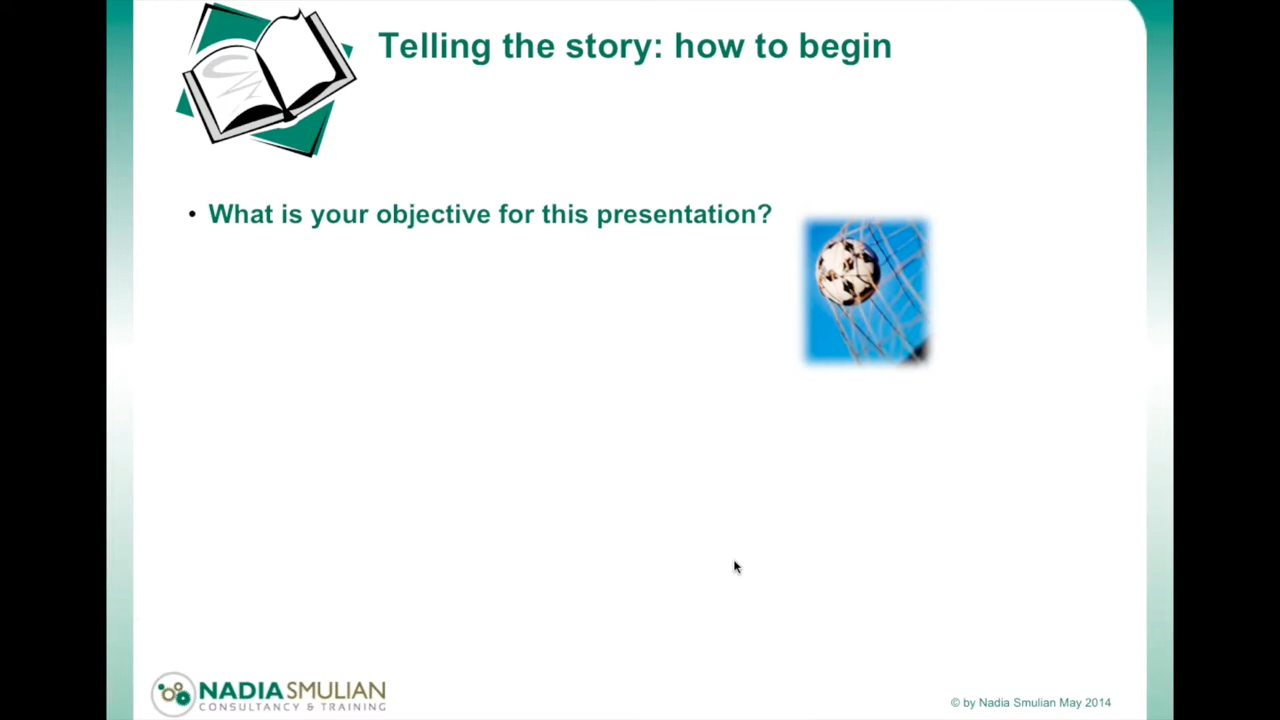 Telling the story: how to begin
• What is your objective for this presentation?
NADIA SMULIAN
CONSULTANCY & TRAINING
© by Nadia Smulian May 2014